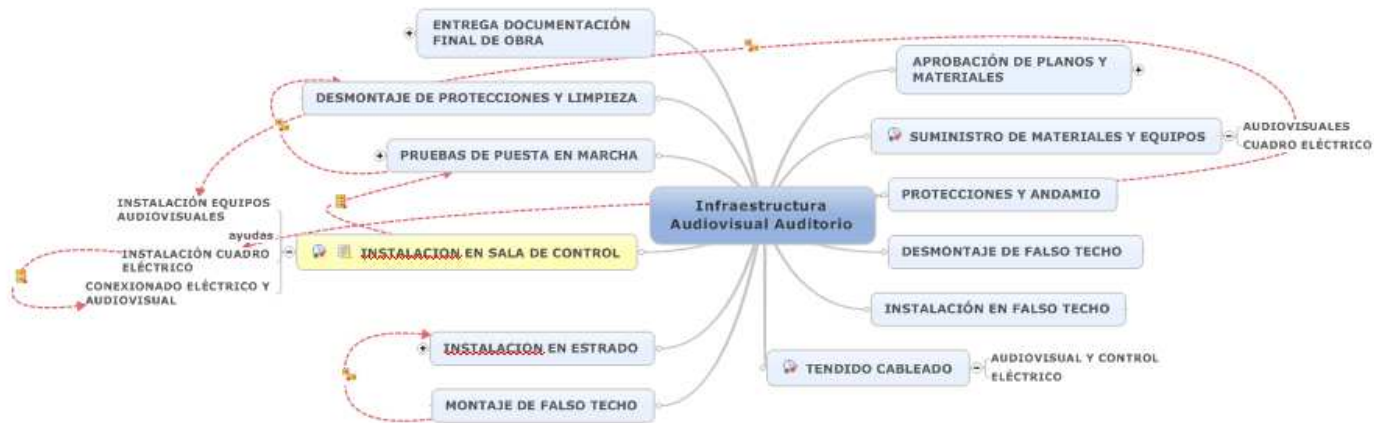 ENTREGA DOCUMENTACIÓN
FINAL DE OBRA
DESMONTAJE DE PROTECCIONES Y LIMPIEZA
PRUEBAS DE PUESTA EN MARCHA
INSTALACIÓN EQUIPOS
AUDIOVISUALES
ayudas
INSTALACIÓN CUADRO
ELÉCTRICO
CONEXIONADO ELÉCTRICO Y
AUDIOVISUAL
INSTALACION EN SALA DE CONTROL
INSTALACION EN ESTRADO
MONTAJE DE FALSO TECHO
Infraestructura
Audiovisual Auditorio
APROBACIÓN DE PLANOS Y
MATERIALES
SUMINISTRO DE MATERIALES Y EQUIPOS
AUDIOVISUALES
CUADRO ELÉCTRICO
PROTECCIONES Y ANDAMIO
DESMONTAJE DE FALSO TECHO
INSTALACIÓN EN FALSO TECHO
TENDIDO CABLEADO
AUDIOVISUAL Y CONTROL
ELÉCTRICO